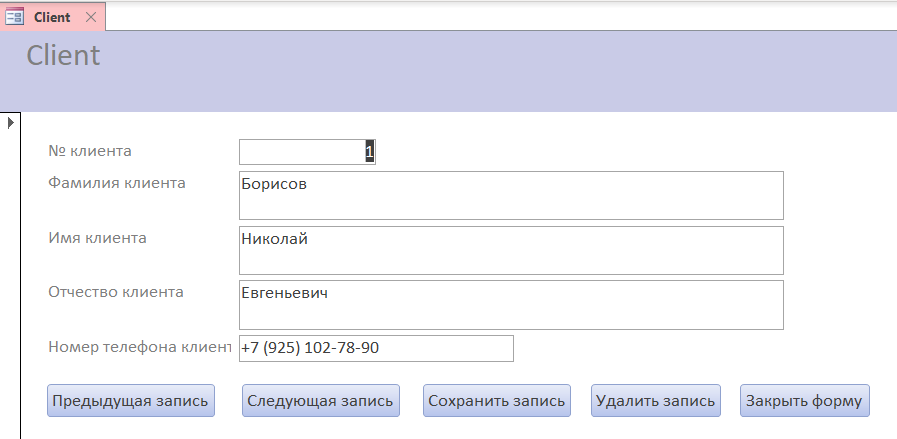 Client
Client
№ клиента 1
Фамилия клиента Борисов
Имя клиента Николай
Отчество клиента Евгеньевич
Номер телефона клиент +7 (925) 102-78-90
Предыдущая запись Следующая запись Сохранить запись Удалить запись Закрыть форму